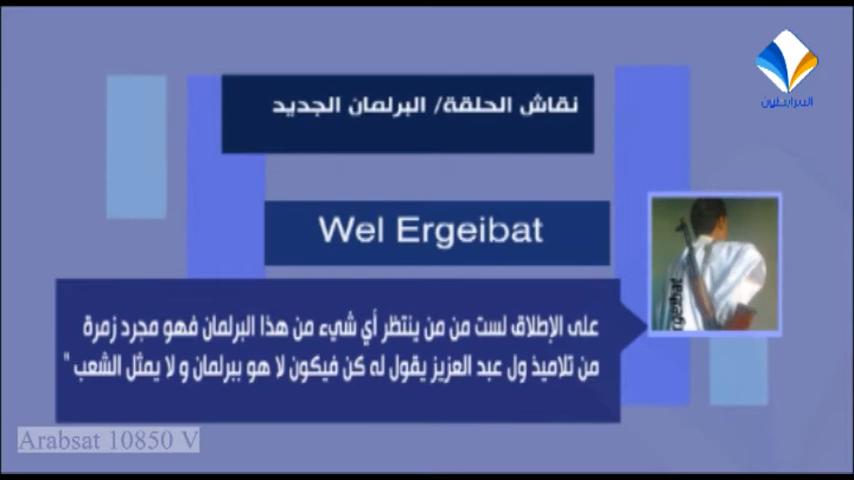 المرابطون
نقاش الحلقة/ البرلمان الجديد
Wel Ergeibat
ergeibat
على الإطلاق لست من من ينتظر أي شيء من هذا البرلمان فهو مجرد زمرة
من تلاميذ ول عبد العزيز يقول له كن فيكون لا هو ببرلمان و لا يمثل الشعب "
Arabsat 10850 V